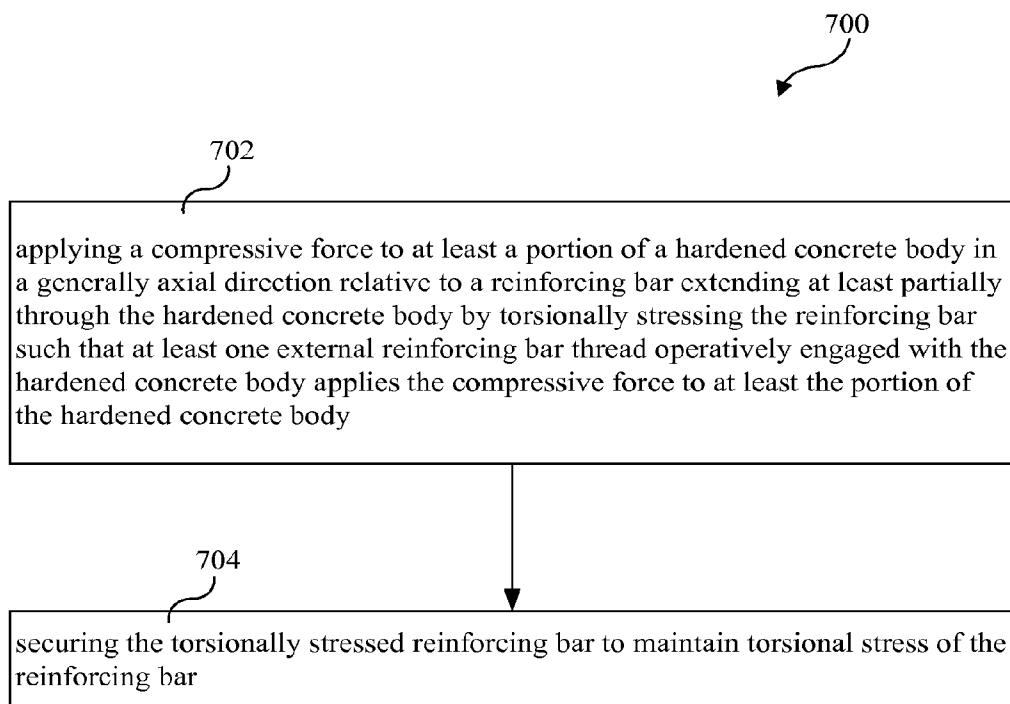 700
702
applying a compressive force to at least a portion of a hardened concrete body in
a generally axial direction relative to a reinforcing bar extending at least partially
through the hardened concrete body by torsionally stressing the reinforcing bar
such that at least one external reinforcing bar thread operatively engaged with the
hardened concrete body applies the compressive force to at least the portion of
the hardened concrete body
704
securing the torsionally stressed reinforcing bar to maintain torsional stress of the
reinforcing bar